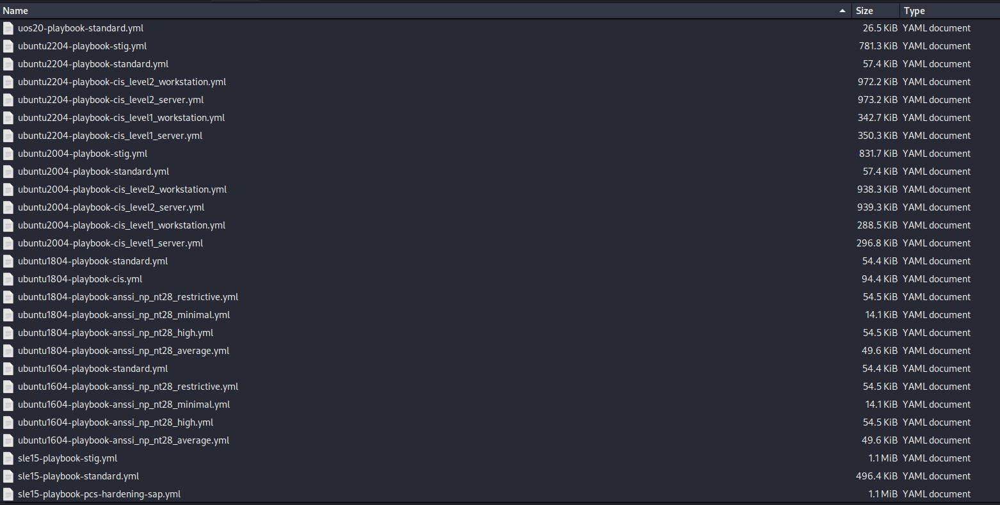 Name Size Type
uos20-playbook-standard.yml 26.5 KiB YAML document
ubuntu2204-playbook-stig.yml 781.3 KiB YAML document
ubuntu2204-playbook-standard.yml 57.4 KiB YAML document
ubuntu2204-playbook-cis_level2_workstation.yml 972.2 KiB YAML document
ubuntu2204-playbook-cis_level2_server.yml 973.2 KiB YAML document
ubuntu2204-playbook-cis_level1_workstation.yml 342.7 KiB YAML document
ubuntu2204-playbook-cis_level1_server.yml 350.3 KiB YAML document
ubuntu2004-playbook-stig.yml 831.7 KiB YAML document
ubuntu2004-playbook-standard.yml 57.4 KiB YAML document
ubuntu2004-playbook-cis_level2_workstation.yml 938.3 KiB YAML document
ubuntu2004-playbook-cis_level2_server.yml 939.3 KiB YAML document
ubuntu2004-playbook-cis_level1_workstation.yml 288.5 KiB YAML document
ubuntu2004-playbook-cis_level1_server.yml 296.8 KiB YAML document
ubuntu1804-playbook-standard.yml 54.4 KiB YAML document
ubuntu1804-playbook-cis.yml 94.4 KiB YAML document
ubuntu1804-playbook-anssi_np_nt28_restrictive.yml 54.5 KiB YAML document
ubuntu1804-playbook-anssi_np_nt28_minimal.yml 14.1 KiB YAML document
ubuntu1804-playbook-anssi_np_nt28_high.yml 54.5 KiB YAML document
ubuntu1804-playbook-anssi_np_nt28_average.yml 49.6 KiB YAML document
ubuntu1604-playbook-standard.yml 54.4 KiB YAML document
ubuntu1604-playbook-anssi_np_nt28_restrictive.yml 54.5 KiB YAML document
ubuntu1604-playbook-anssi_np_nt28_minimal.yml 14.1 KiB YAML document
ubuntu1604-playbook-anssi_np_nt28_high.yml 54.5 KiB YAML document
ubuntu1604-playbook-anssi_np_nt28_average.yml 49.6 KiB YAML document
sle15-playbook-stig.yml 1.1 MiB YAML document
sle15-playbook-standard.yml 496.4 KiB YAML document
sle15-playbook-pcs-hardening-sap.yml 1.1 MiB YAML document